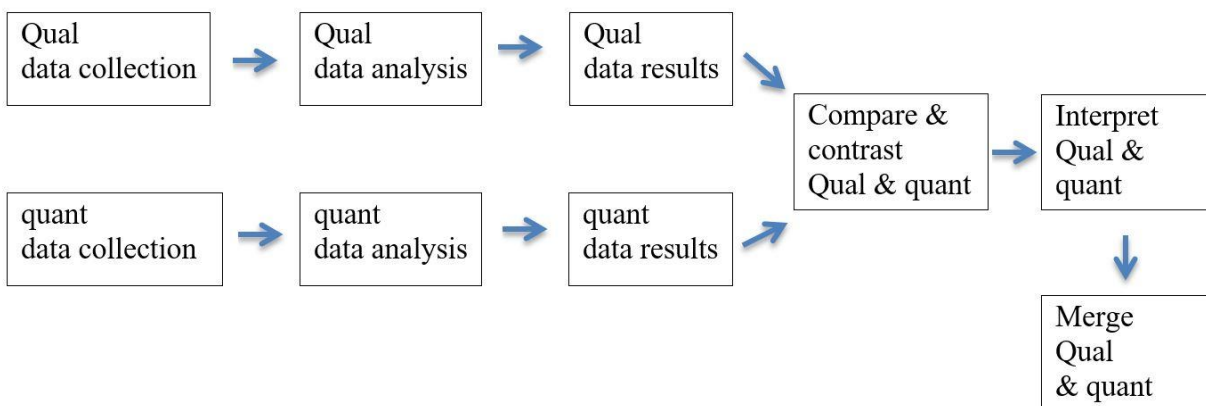 Qual
data collection
Qual
data analysis
Qual
data results
quant
data collection
quant
data analysis
quant
data results
Compare &
contrast
Qual & quant
Interpret
Qual &
quant
Merge
Qual
& quant